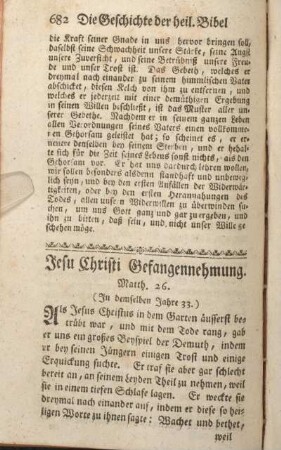 682 Die Geschichte der heil. Bibel
die Kraft seiner Gnade in uns hervor bringen soll,
daselbst seine Schwachheit unsere Stärke, seine Angst
unsere Zuversicht, und seine Betrübniß unsere Freu-
de und unser Trost ist. Das Gebeth, welches er
dreymal nach einander zu seinem himmlischen Vater
abschicket, diesen Kelch von ihm zu entfernen, und
welches er jederzeit mit einer demüthigen Ergebung
in seinen Willen beschließt, ist das Muster aller un-
serer Gebethe. Nachdem er in seinem ganzen Leben
allen Verordnungen seines Vaters einen vollkomme-
nen Gehorsam geleistet hat; so scheinet es, er er-
neuere denselben bey seinem Sterben, und er behal-
te sich für die Zeit seines Lebens sonst nichts, als den
Gehorsam vor. Er hat uns dardurch lehren wollen,
wir sollen besonders alsdenn standhaft und unbeweg-
lich seyn, und bey den ersten Anfällen der Widerwär-
tigkeiten, oder bey den ersten Herannahungen des
Todes, allen unsern Widerwillen zu überwinden su-
chen, um uns Gott ganz und gar zu ergeben, und
ihn zu bitten, daß sein, und nicht unser Wille ge-
schehen möge.
Jesu Christi Gefangennehmung.
Matth. 26.
(In demselben Jahre 33.)
Als Jesus Christus in dem Garten äusserst be-
trübt war, und mit dem Tode rang, gab
er uns ein großes Beyspiel der Demuth, indem
er bey seinen Jüngern einigen Trost und einige
Erquickung suchte. Er traf sie aber gar schlecht
bereit an, an seinem Leyden Theil zu nehmen, weil
sie in einem tiefen Schlafe lagen. Er weckte sie
dreymal nach einander auf, indem er diese so heis-
sigen Worte zu ihnen sagte: Wachet und bethet,
weil